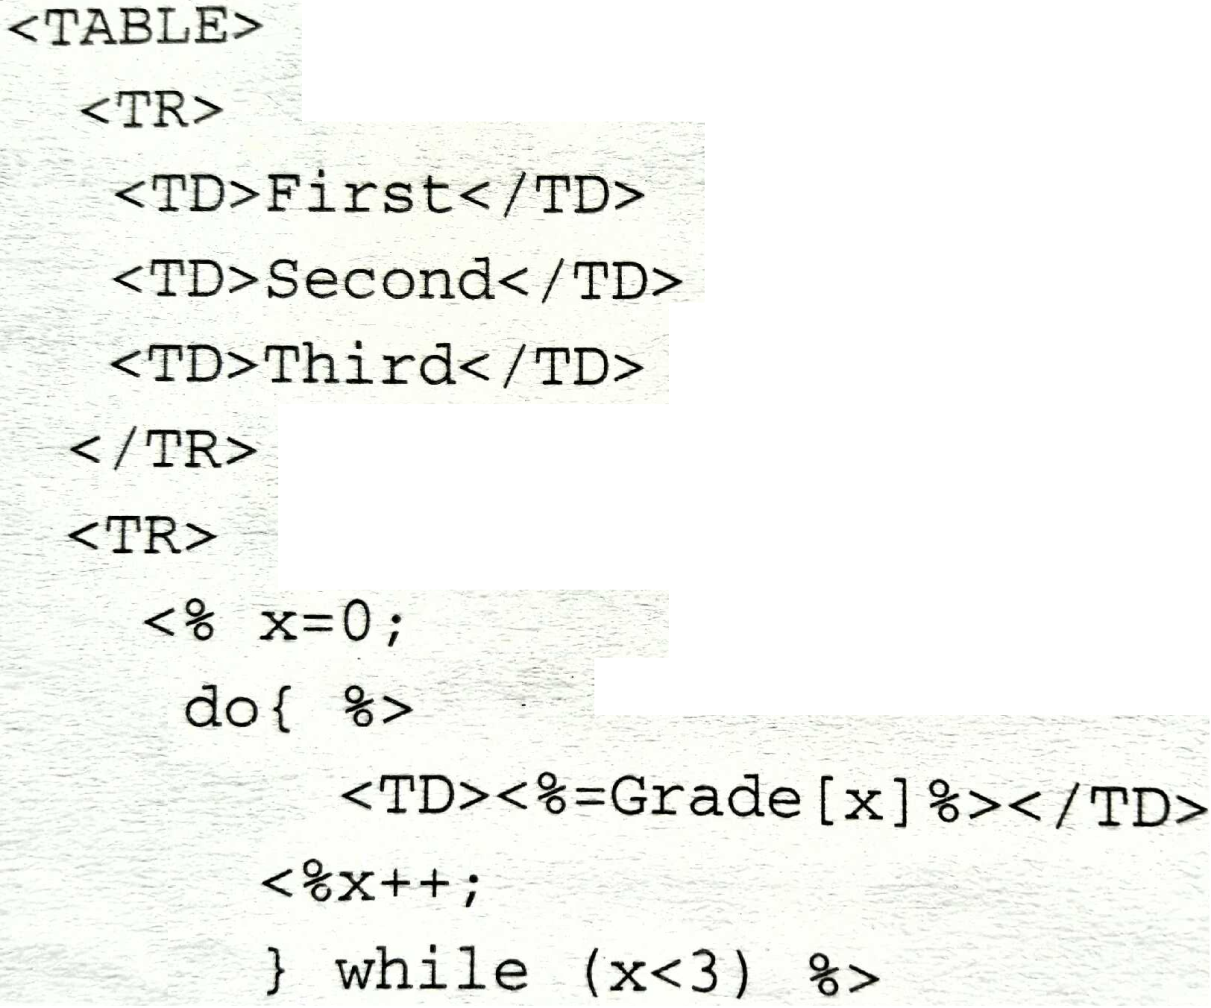 <TABLE>
<TR>
<TD>First</TD>
<TD>Second</TD>
<TD>Third</TD>
</TR>
<TR>
<% x=0;
do{ %>
<TD><%=Grade[x]%></TD>
<%x++;
} while (x<3) %>